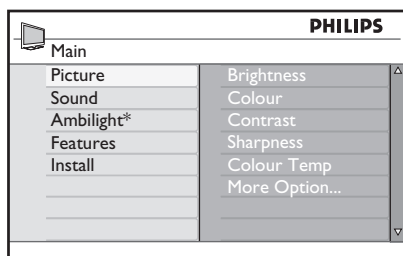 PHILIPS
Main
Picture
Sound
Ambilight*
Features
Install
Brightness
Colour
Contrast
Sharpness
Colour Temp
More Option...